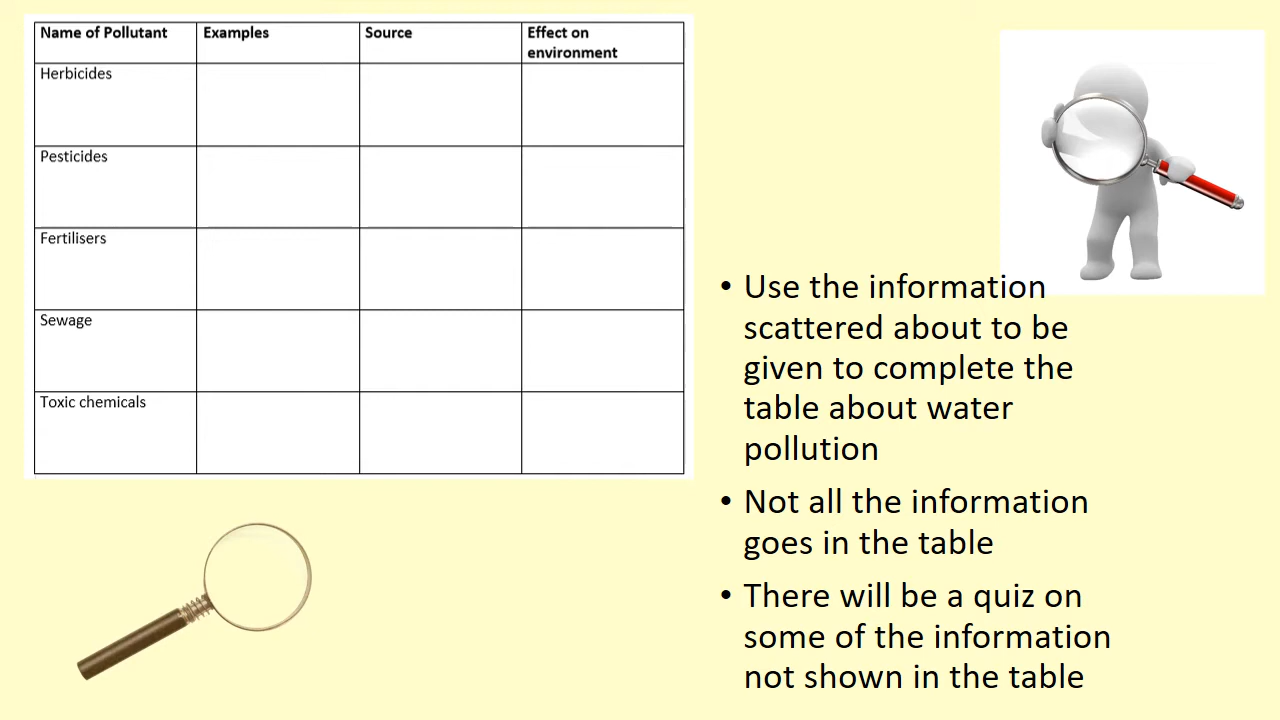 Name of Pollutant Examples Source Effect on
environment
Herbicides
Pesticides
Fertilisers
Sewage
Toxic chemicals
• Use the information
scattered about to be
given to complete the
table about water
pollution
• Not all the information
goes in the table
• There will be a quiz on
some of the information
not shown in the table